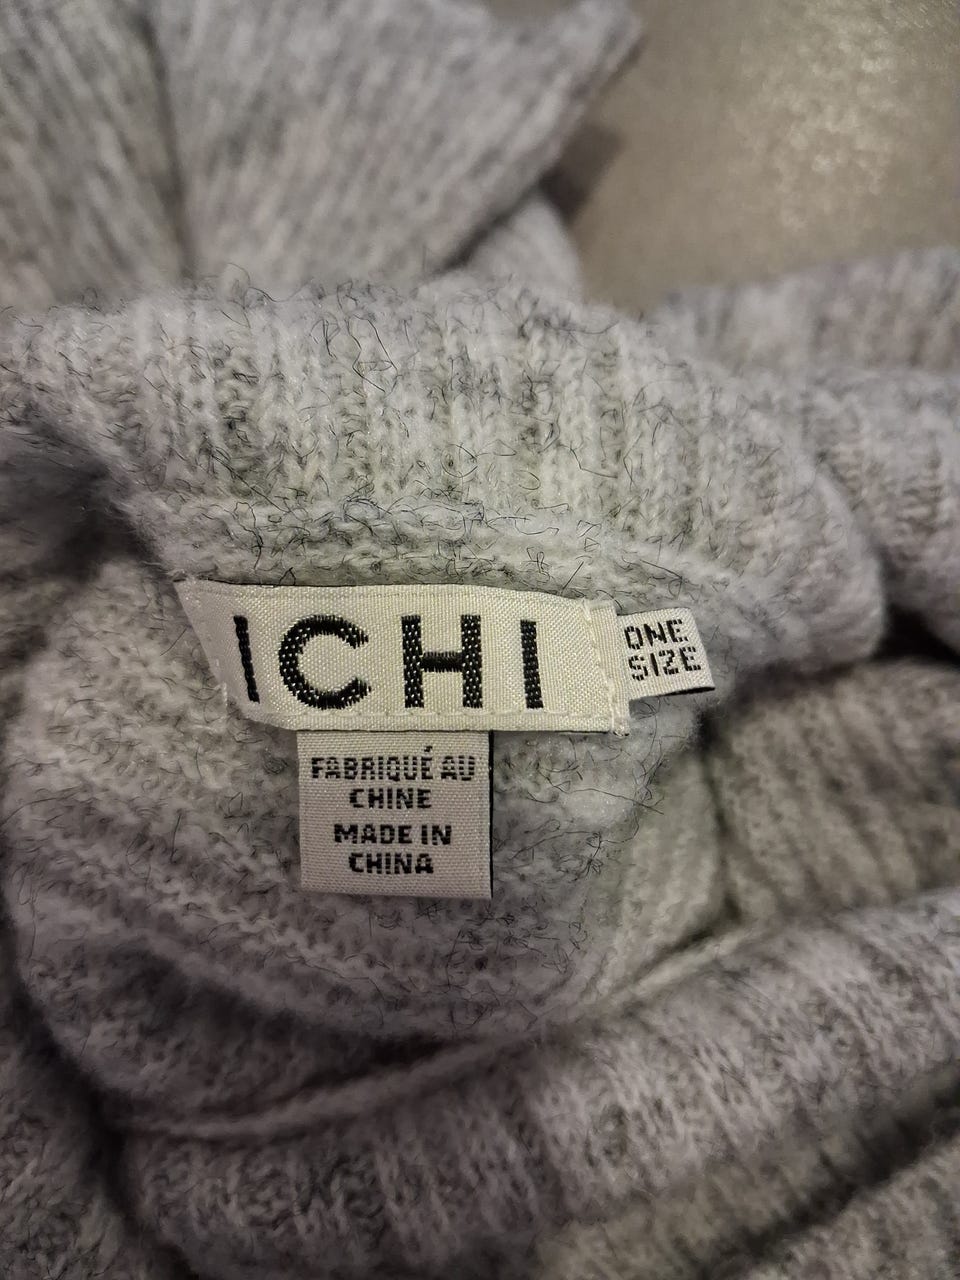 ICHI
ONE
SIZE
FABRIQUÉ AU
CHINE
MADE IN
CHINA